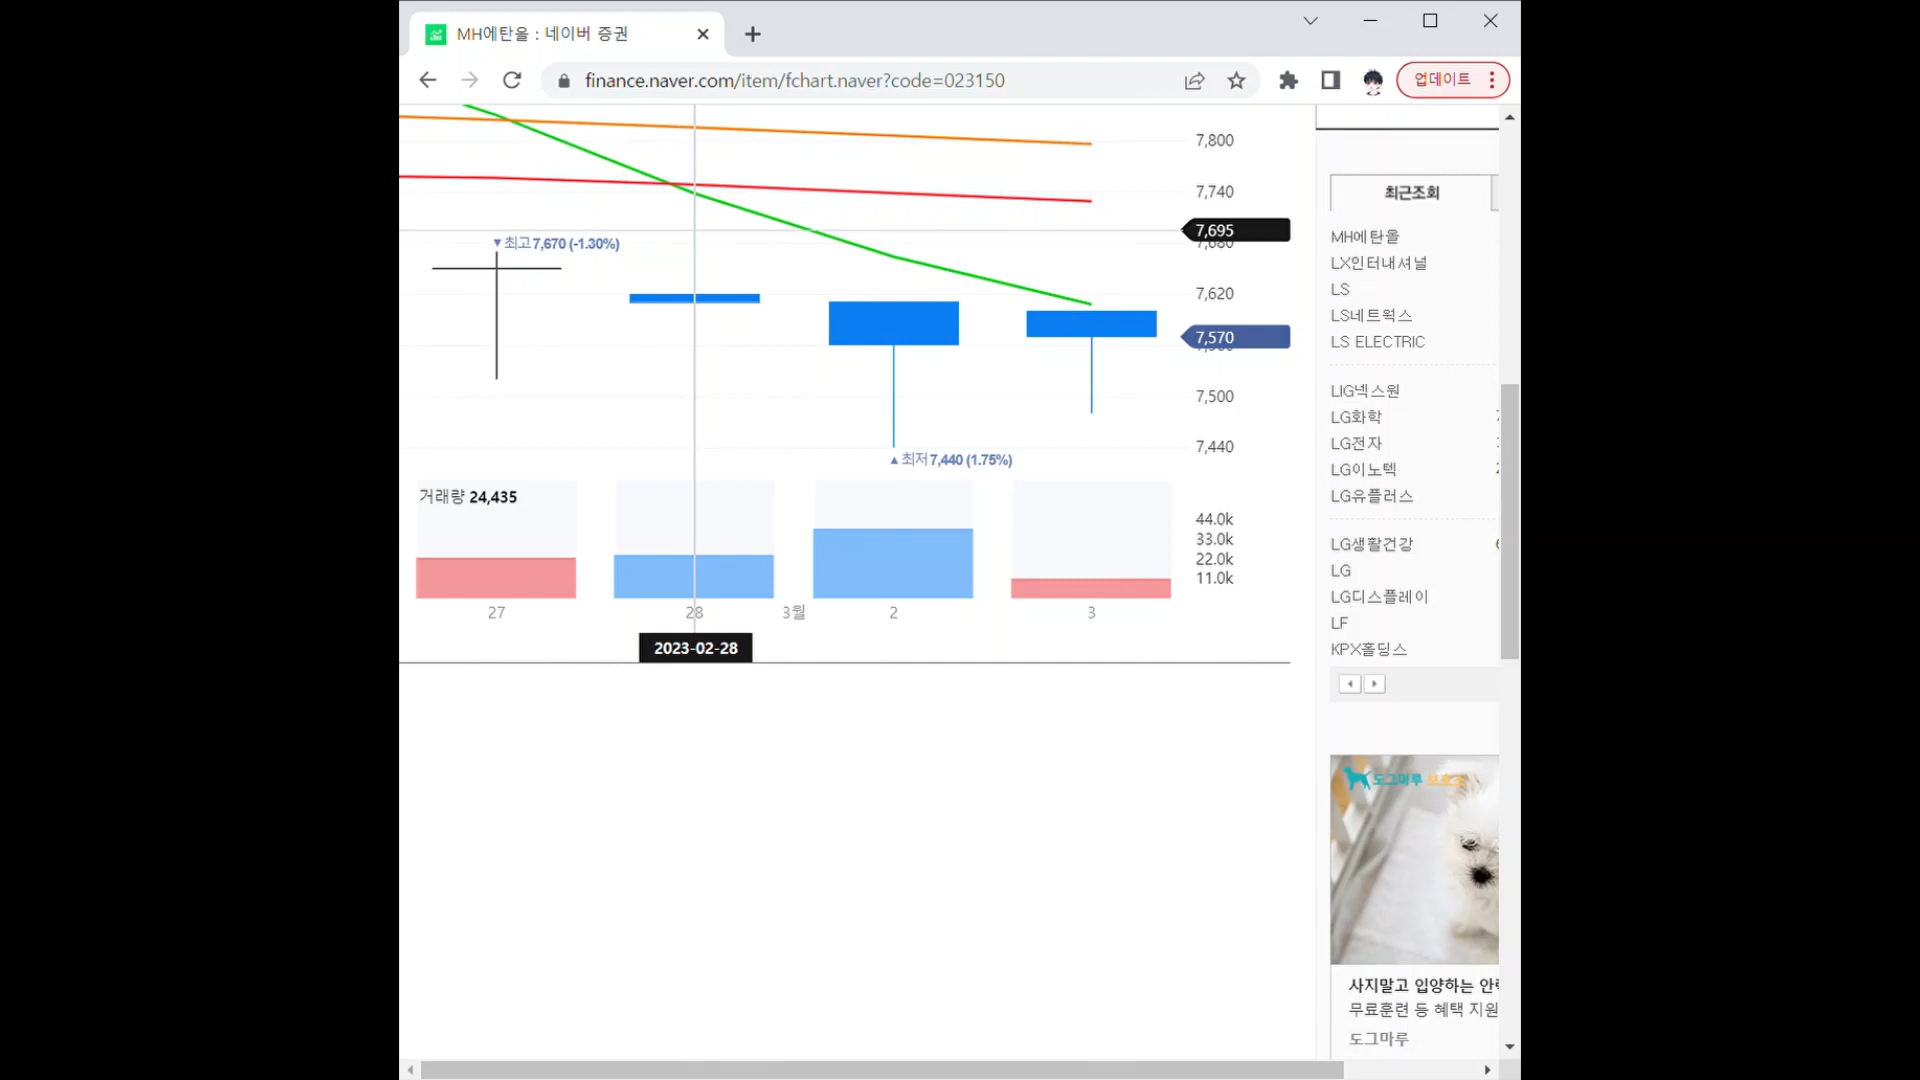 MH에탄올 : 네이버 증권
finance.naver.com/item/fchart.naver?code=023150
업데이트
7,800
7,740
7,695
7,680
7,620
7,570
7,500
7,440
▼최고 7,670 (-1.30%)
▲최저 7,440 (1.75%)
거래량 24,435
44.0k
33.0k
22.0k
11.0k
27
28
3월
2
3
2023-02-28
최근조회
MH에탄올
LX인터내셔널
LS
LS네트웍스
LS ELECTRIC
LIG넥스원
LG화학
LG전자
LG이노텍
LG유플러스
LG생활건강
LG
LG디스플레이
LF
KPX홀딩스
도그마루 보호소
사지말고 입양하는
무료훈련 등 혜택 지원
도그마루